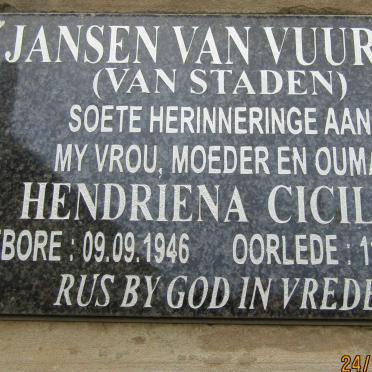 JANSEN VAN VUUR
(VAN STADEN)
SOETE HERINNERINGE AAN
MY VROU, MOEDER EN OUMA
HENDRIENA CICIL
EBORE : 09.09.1946 OORLEDE : 1
RUS BY GOD IN VREDE
24/